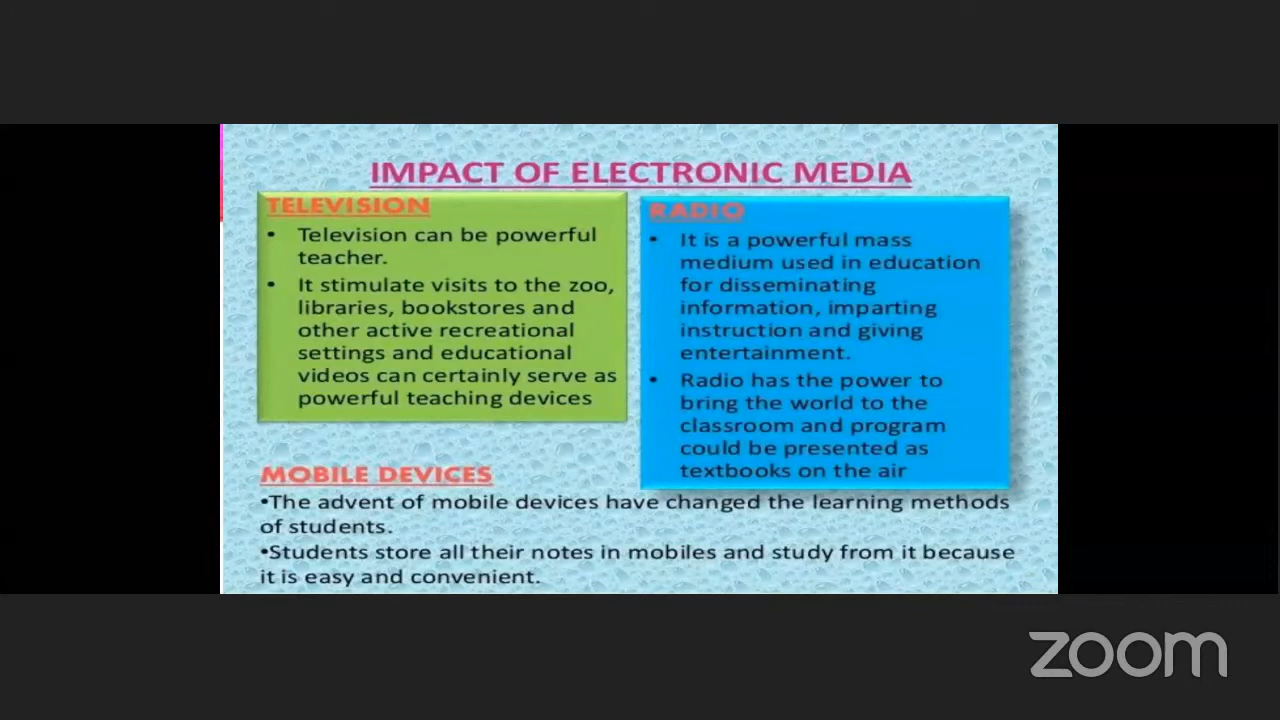 IMPACT OF ELECTRONIC MEDIA
TELEVISION
• Television can be powerful
teacher.
• It stimulate visits to the zoo,
libraries, bookstores and
other active recreational
settings and educational
videos can certainly serve as
powerful teaching devices
RADIO
• It is a powerful mass
medium used in education
for disseminating
information, imparting
instruction and giving
entertainment.
• Radio has the power to
bring the world to the
classroom and program
could be presented as
textbooks on the air
MOBILE DEVICES
•The advent of mobile devices have changed the learning methods
of students.
•Students store all their notes in mobiles and study from it because
it is easy and convenient.
zoom